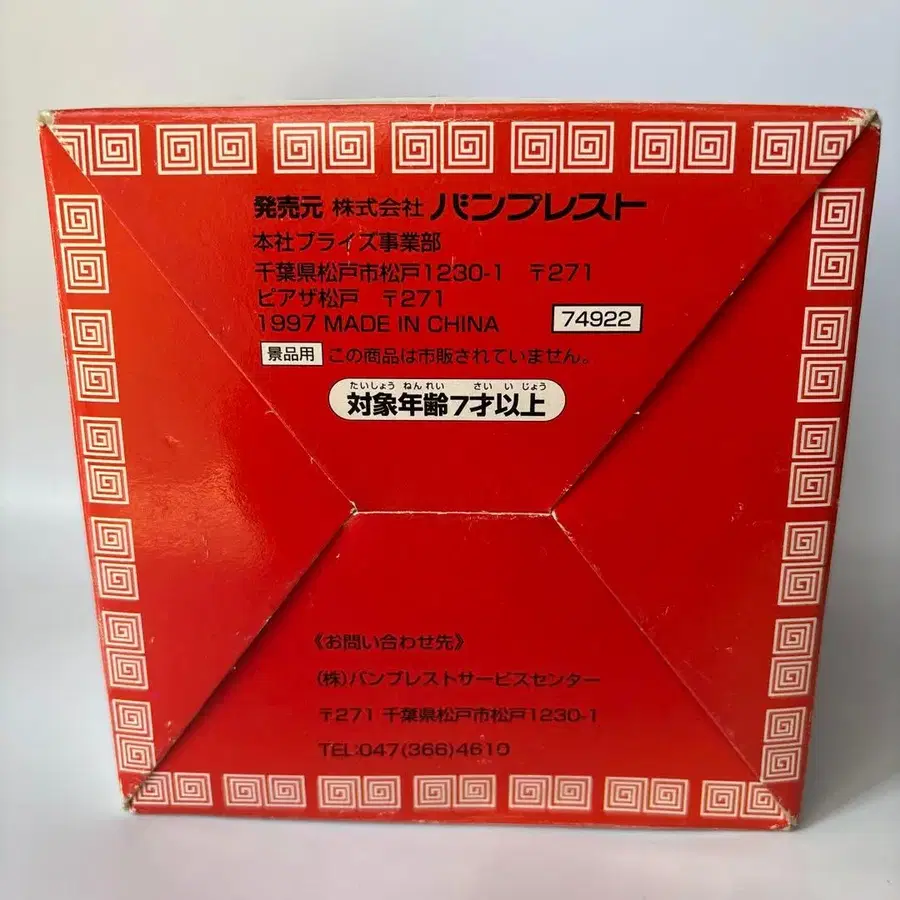 発売元 株式会社 バンプレスト
本社プライズ事業部
千葉県松戸市松戸1230-1 〒271
ピアザ松戸 〒271
1997 MADE IN CHINA 74922
景品用 この商品は市販されていません。
たいしょう ねんれい さい い じょう
対象年齢7才以上
《お問い合わせ先》
(株)バンプレストサービスセンター
〒271 千葉県松戸市松戸1230-1
TEL:047(366)4610